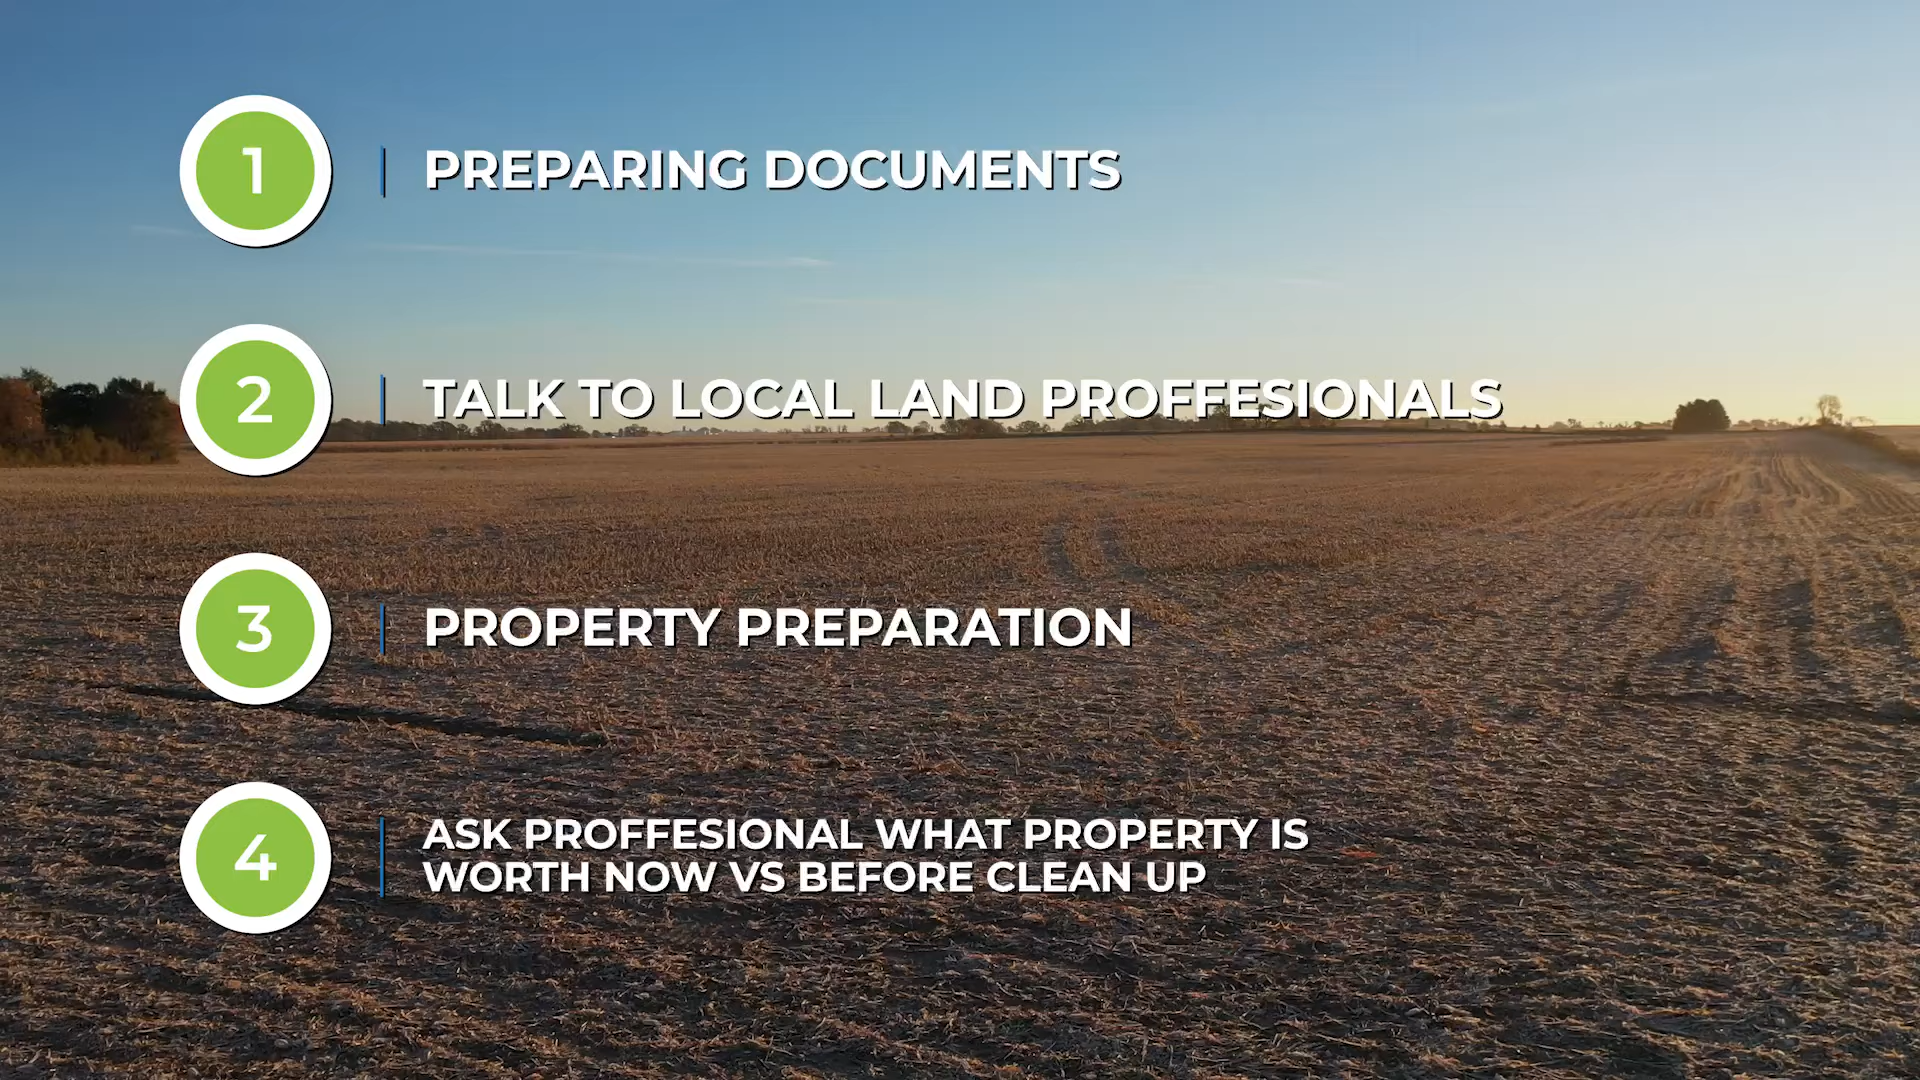 1
PREPARING DOCUMENTS
2
TALK TO LOCAL LAND PROFFESIONALS
3
PROPERTY PREPARATION
4
ASK PROFFESIONAL WHAT PROPERTY IS
WORTH NOW VS BEFORE CLEAN UP